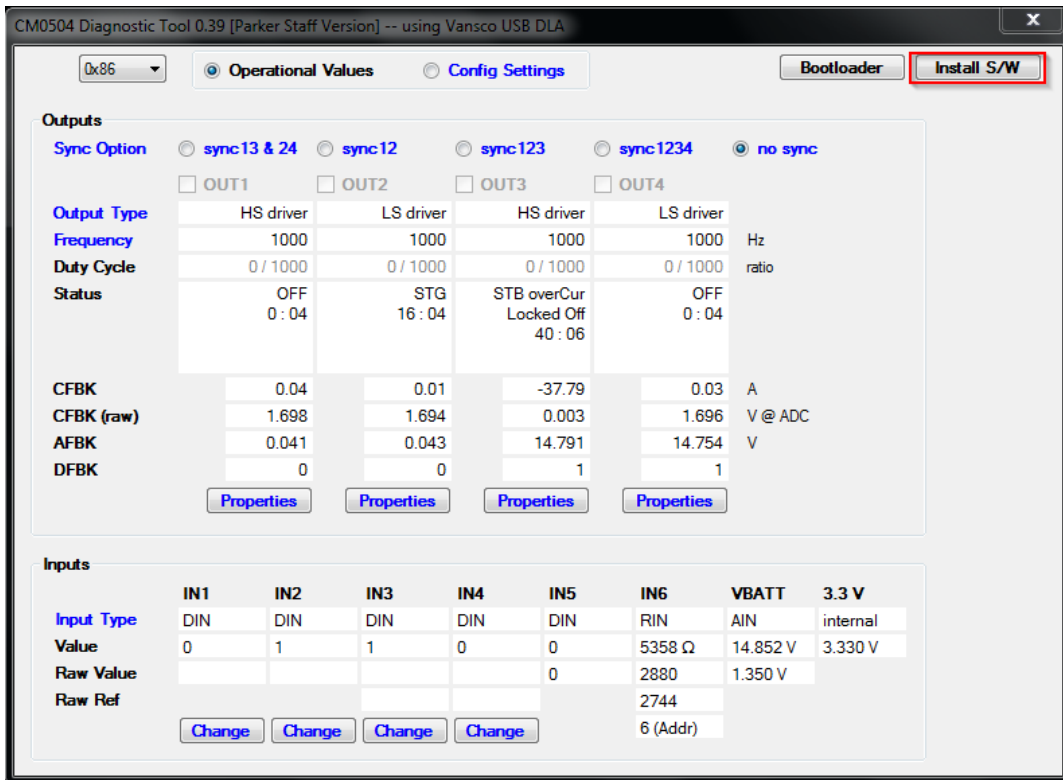 CM0504 Diagnostic Tool 0.39 [Parker Staff Version] -- using Vansco USB DLA
x
0x86 Operational Values Config Settings Bootloader Install S/W
Outputs
Sync Option sync13 & 24 sync12 sync123 sync1234 no sync
OUT1 OUT2 OUT3 OUT4
Output Type HS driver LS driver HS driver LS driver
Frequency 1000 1000 1000 1000 Hz
Duty Cycle 0 / 1000 0 / 1000 0 / 1000 0 / 1000 ratio
Status OFF STG STB overCur OFF
0 : 04 16 : 04 Locked Off 0 : 04
40 : 06
CFBK 0.04 0.01 -37.79 0.03 A
CFBK (raw) 1.698 1.694 0.003 1.696 V @ ADC
AFBK 0.041 0.043 14.791 14.754 V
DFBK 0 0 1 1
Properties Properties Properties Properties
Inputs
IN1 IN2 IN3 IN4 IN5 IN6 VBATT 3.3 V
Input Type DIN DIN DIN DIN DIN RIN AIN internal
Value 0 1 1 0 0 5358 Ω 14.852 V 3.330 V
Raw Value 0 2880 1.350 V
Raw Ref 2744
Change Change Change Change 6 (Addr)